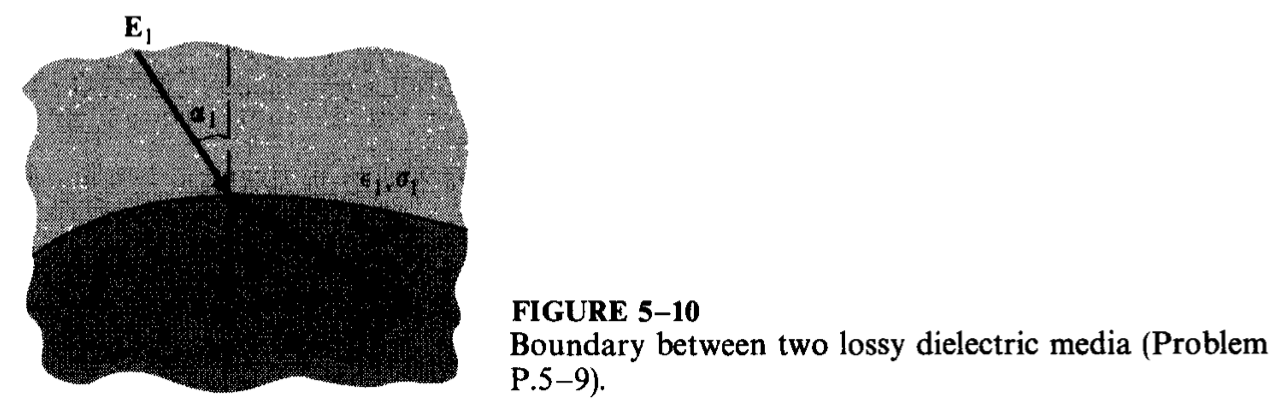 E₁
α₁
ϵ₁, σ₁
FIGURE 5–10
Boundary between two lossy dielectric media (Problem
P.5–9).